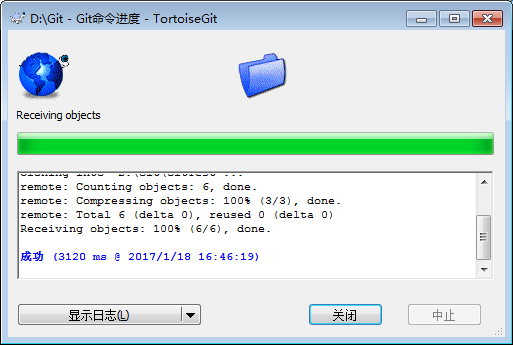 D:\Git - Git命令进度 - TortoiseGit
Receiving objects
remote: Counting objects: 6, done.
remote: Compressing objects: 100% (3/3), done.
remote: Total 6 (delta 0), reused 0 (delta 0)
Receiving objects: 100% (6/6), done.
成功 (3120 ms @ 2017/1/18 16:46:19)
显示日志(L)
关闭
中止